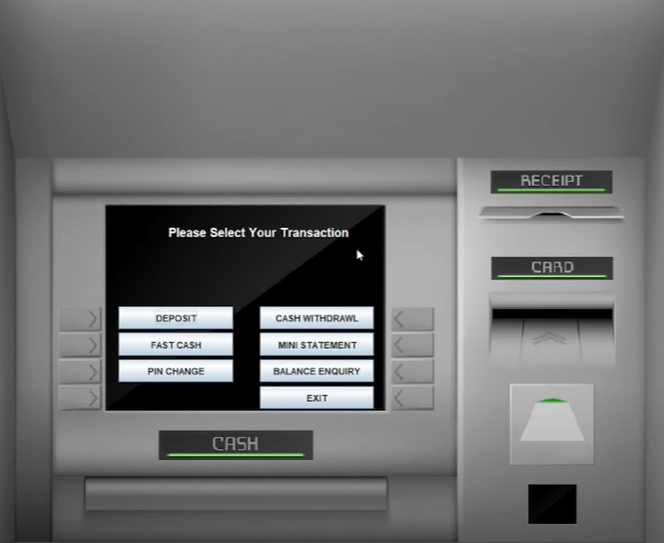 RECEIPT
Please Select Your Transaction
CARD
DEPOSIT
CASH WITHDRAWL
FAST CASH
MINI STATEMENT
PIN CHANGE
BALANCE ENQUIRY
EXIT
CASH